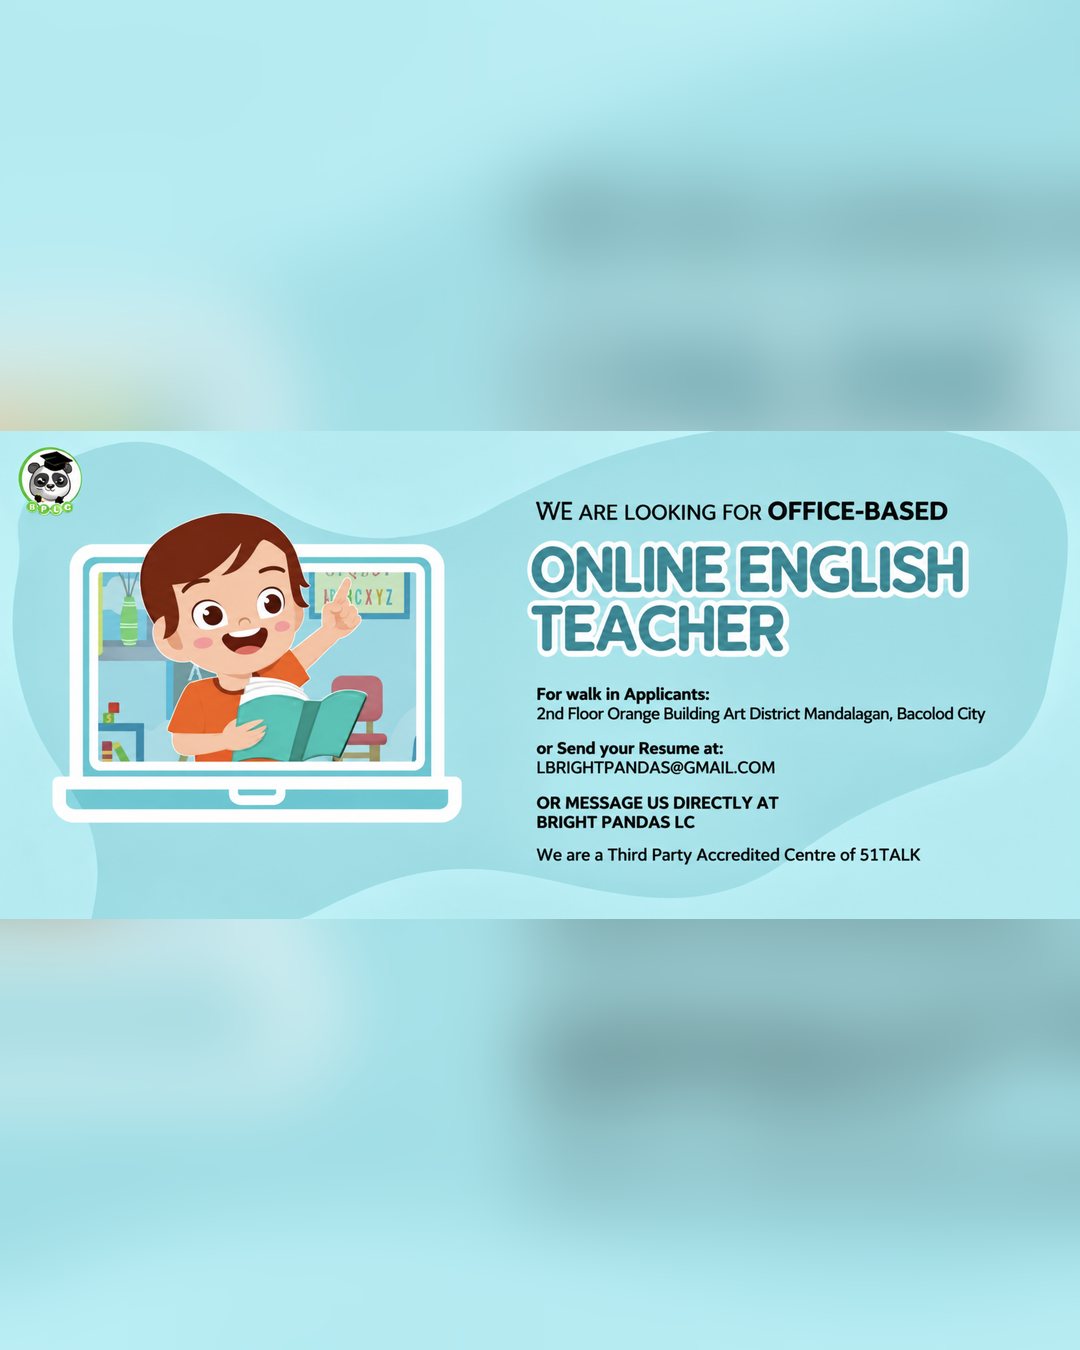 BPLC
WE ARE LOOKING FOR OFFICE-BASED
ONLINE ENGLISH
TEACHER
For walk in Applicants:
2nd Floor Orange Building Art District Mandalagan, Bacolod City
or Send your Resume at:
LBRIGHTPANDAS@GMAIL.COM
OR MESSAGE US DIRECTLY AT
BRIGHT PANDAS LC
We are a Third Party Accredited Centre of 51TALK